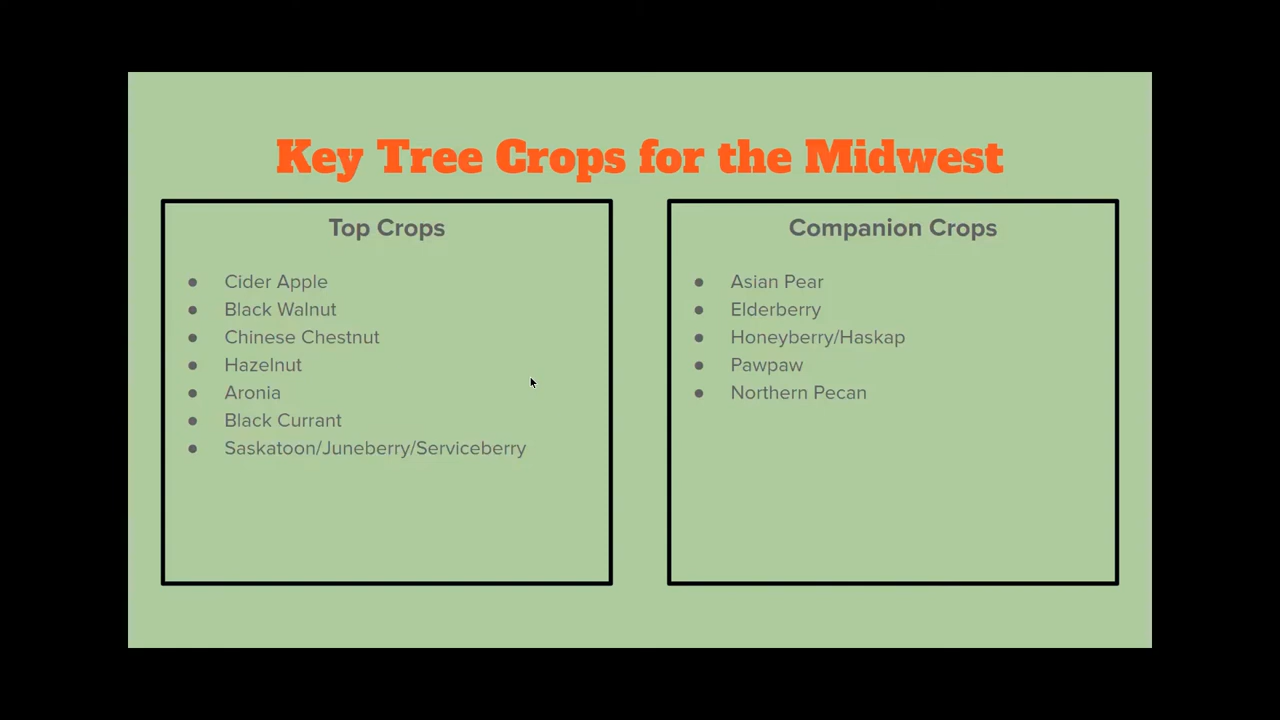 Key Tree Crops for the Midwest
Top Crops
● Cider Apple
● Black Walnut
● Chinese Chestnut
● Hazelnut
● Aronia
● Black Currant
● Saskatoon/Juneberry/Serviceberry
Companion Crops
● Asian Pear
● Elderberry
● Honeyberry/Haskap
● Pawpaw
● Northern Pecan